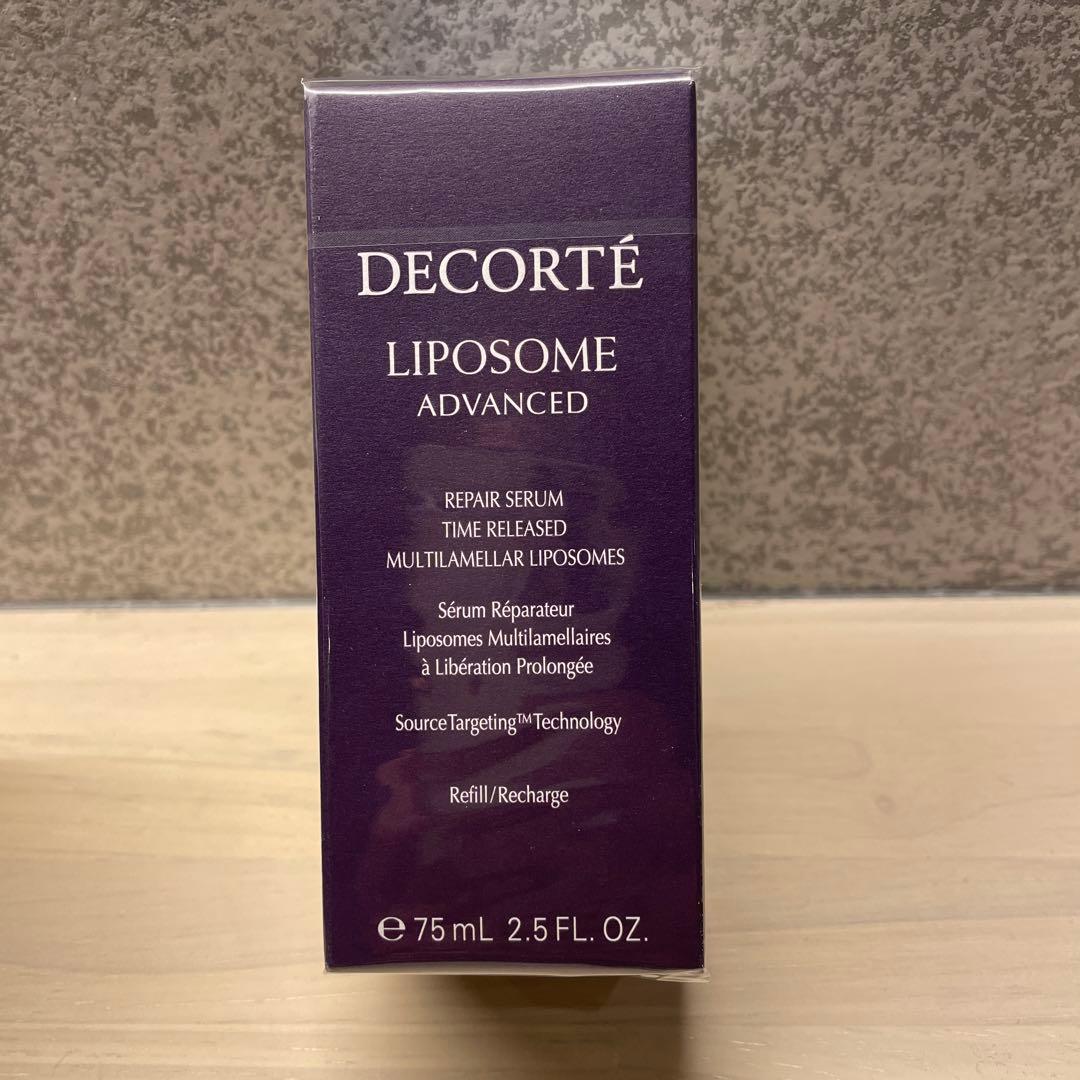 DECORTÉ
LIPOSOME
ADVANCED
REPAIR SERUM
TIME RELEASED
MULTILAMELLAR LIPOSOMES
Sérum Réparateur
Liposomes Multilamellaires
à Libération Prolongée
SourceTargeting™Technology
Refill/Recharge
℮ 75 mL 2.5 FL. OZ.